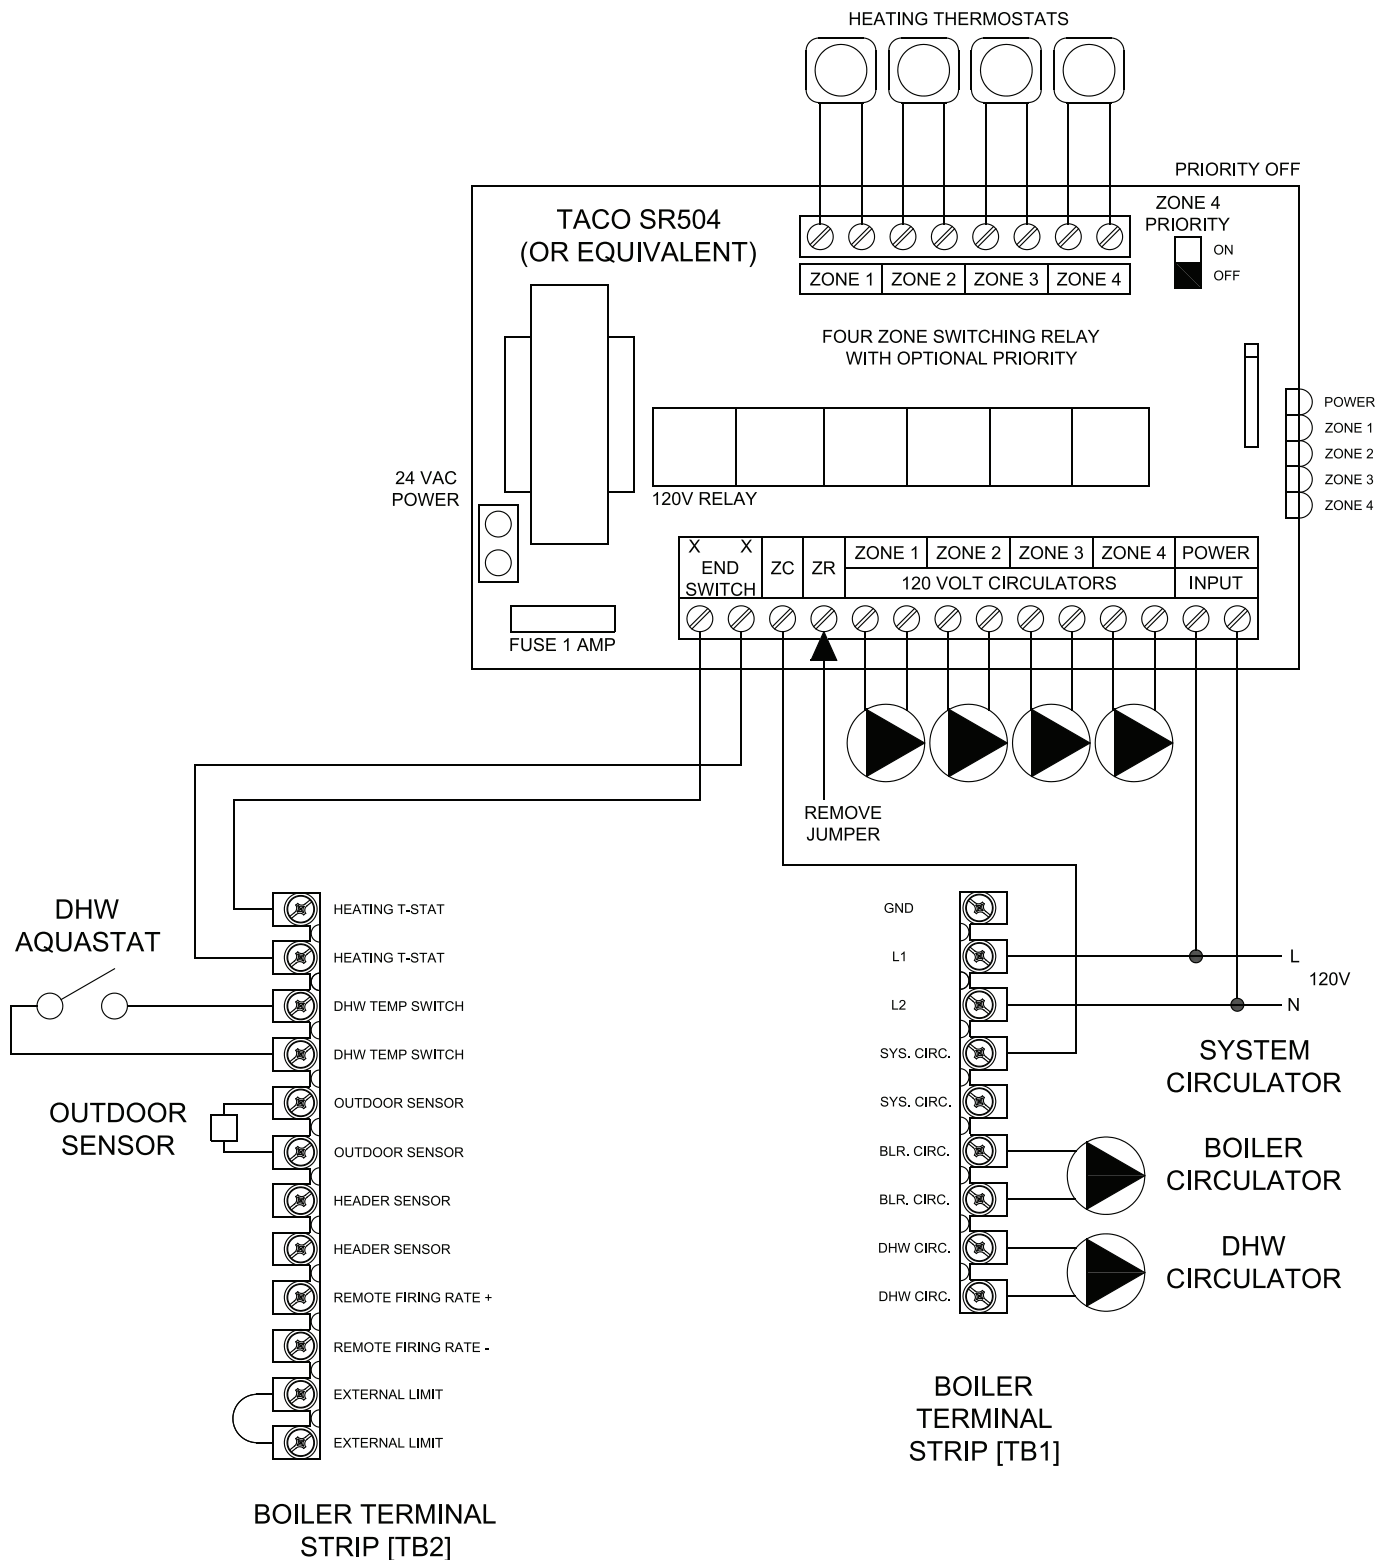 HEATING THERMOSTATS
PRIORITY OFF
TACO SR504
(OR EQUIVALENT)
ZONE 4
PRIORITY
ON
OFF
ZONE 1 ZONE 2 ZONE 3 ZONE 4
FOUR ZONE SWITCHING RELAY
WITH OPTIONAL PRIORITY
POWER
ZONE 1
ZONE 2
ZONE 3
ZONE 4
24 VAC
POWER
120V RELAY
X X
END
SWITCH
ZC
ZR
ZONE 1 ZONE 2 ZONE 3 ZONE 4 POWER
120 VOLT CIRCULATORS INPUT
FUSE 1 AMP
REMOVE
JUMPER
DHW
AQUASTAT
OUTDOOR
SENSOR
HEATING T-STAT
HEATING T-STAT
DHW TEMP SWITCH
DHW TEMP SWITCH
OUTDOOR SENSOR
OUTDOOR SENSOR
HEADER SENSOR
HEADER SENSOR
REMOTE FIRING RATE +
REMOTE FIRING RATE -
EXTERNAL LIMIT
EXTERNAL LIMIT
BOILER TERMINAL
STRIP [TB2]
GND
L1
L2
SYS. CIRC.
SYS. CIRC.
BLR. CIRC.
BLR. CIRC.
DHW CIRC.
DHW CIRC.
L
120V
N
SYSTEM
CIRCULATOR
BOILER
CIRCULATOR
DHW
CIRCULATOR
BOILER
TERMINAL
STRIP [TB1]